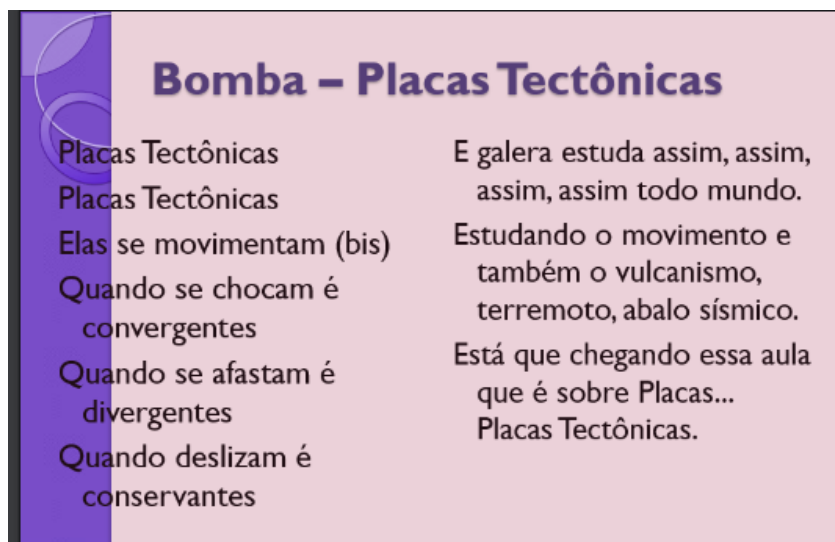 Bomba – Placas Tectônicas
Placas Tectônicas
Placas Tectônicas
Elas se movimentam (bis)
Quando se chocam é
convergentes
Quando se afastam é
divergentes
Quando deslizam é
conservantes
E galera estuda assim, assim,
assim, assim todo mundo.
Estudando o movimento e
também o vulcanismo,
terremoto, abalo sísmico.
Está que chegando essa aula
que é sobre Placas...
Placas Tectônicas.